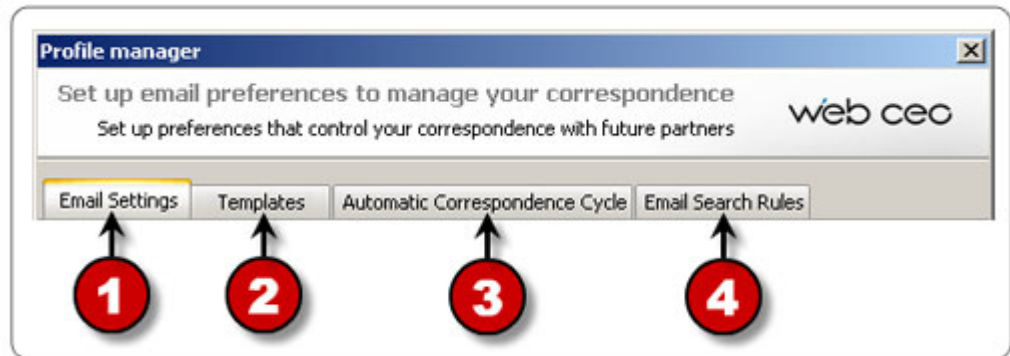 Profile manager
Set up email preferences to manage your correspondence
Set up preferences that control your correspondence with future partners
web ceo
Email Settings Templates Automatic Correspondence Cycle Email Search Rules
1 2 3 4